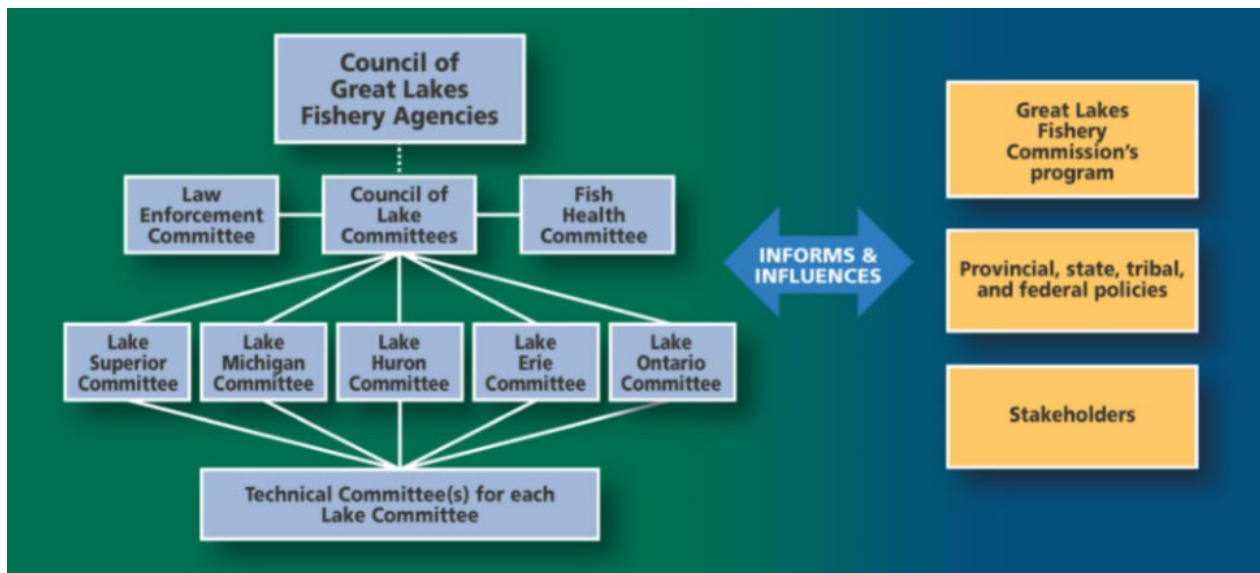 Council of
Great Lakes
Fishery Agencies
Law
Enforcement
Committee
Council of
Lake
Committees
Fish
Health
Committee
Lake
Superior
Committee
Lake
Michigan
Committee
Lake
Huron
Committee
Lake
Erie
Committee
Lake
Ontario
Committee
Technical Committee(s) for each
Lake Committee
INFORMS &
INFLUENCES
Great Lakes
Fishery
Commission's
program
Provincial, state, tribal,
and federal policies
Stakeholders